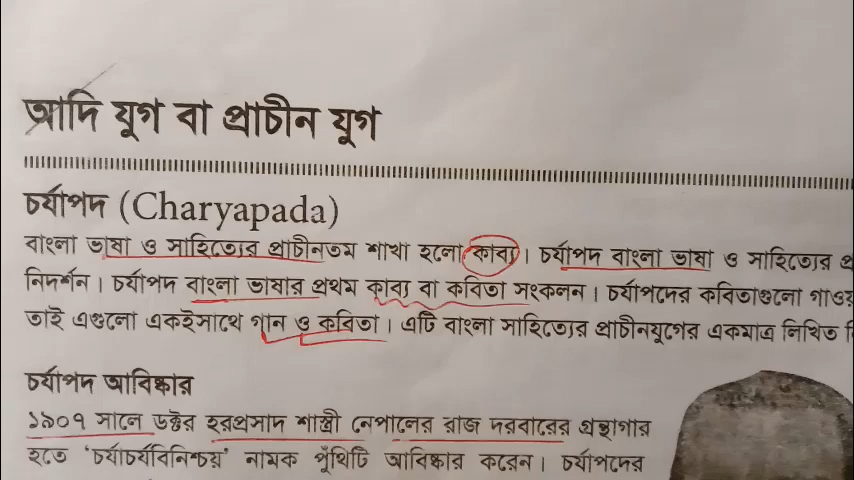 আদি যুগ বা প্রাচীন যুগ
চর্যাপদ (Charyapada)
বাংলা ভাষা ও সাহিত্যের প্রাচীনতম শাখা হলো কাব্য। চর্যাপদ বাংলা ভাষা ও সাহিত্যের
নিদর্শন। চর্যাপদ বাংলা ভাষার প্রথম কাব্য বা কবিতা সংকলন। চর্যাপদের কবিতাগুলো
তাই এগুলো একইসাথে গান ও কবিতা। এটি বাংলা সাহিত্যের প্রাচীনযুগের একমাত্র লিখিত
চর্যাপদ আবিষ্কার
১৯০৭ সালে ডক্টর হরপ্রসাদ শাস্ত্রী নেপালের রাজ দরবারের গ্রন্থাগার
হতে ‘চর্যাচর্যবিনিশ্চয়’ নামক পুঁথিটি আবিষ্কার করেন। চর্যাপদের